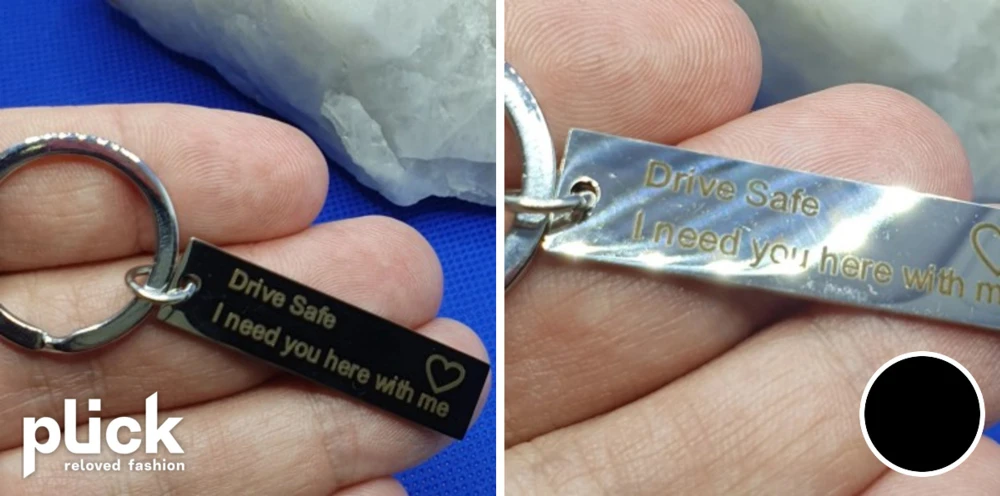 Drive Safe
I need you here with me
plick
reloved fashion
Drive Safe
I need you here with m